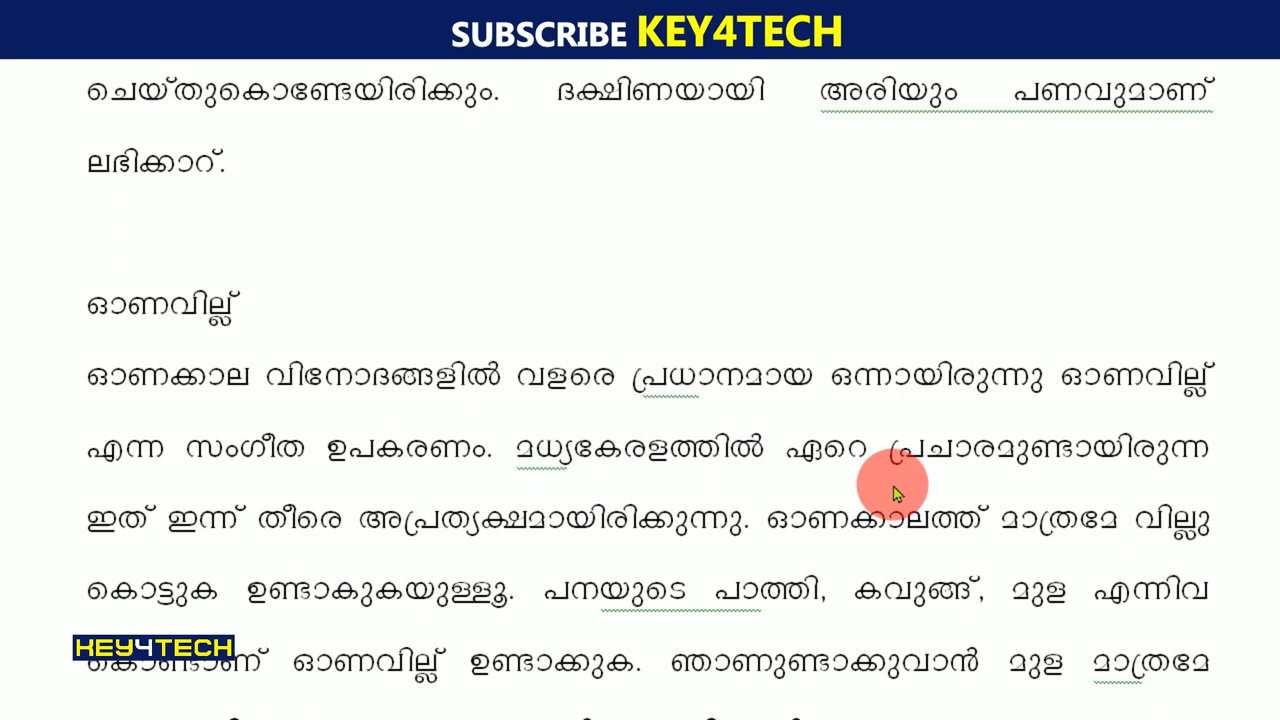 SUBSCRIBE KEY4TECH
ചെയ്തുകൊണ്ടേയിരിക്കും. ദക്ഷിണയായി അരിയും പണവുമാണ്
ലഭിക്കാറ്.
ഓണവില്ല്
ഓണക്കാല വിനോദങ്ങളിൽ വളരെ പ്രധാനമായ ഒന്നായിരുന്നു ഓണവില്ല്
എന്ന സംഗീത ഉപകരണം. മധ്യകേരളത്തിൽ ഏറെ പ്രചാരമുണ്ടായിരുന്ന
ഇത് ഇന്ന് തീരെ അപ്രത്യക്ഷമായിരിക്കുന്നു. ഓണക്കാലത്ത് മാത്രമേ വില്ലു
കൊട്ടുക ഉണ്ടാകുകയുള്ളൂ. പനയുടെ പാത്തി, കവുങ്ങ്, മുള എന്നിവ
KEY4TECH
കൊണ്ടാണ് ഓണവില്ല് ഉണ്ടാക്കുക. ഞാണുണ്ടാക്കുവാൻ മുള മാത്രമേ